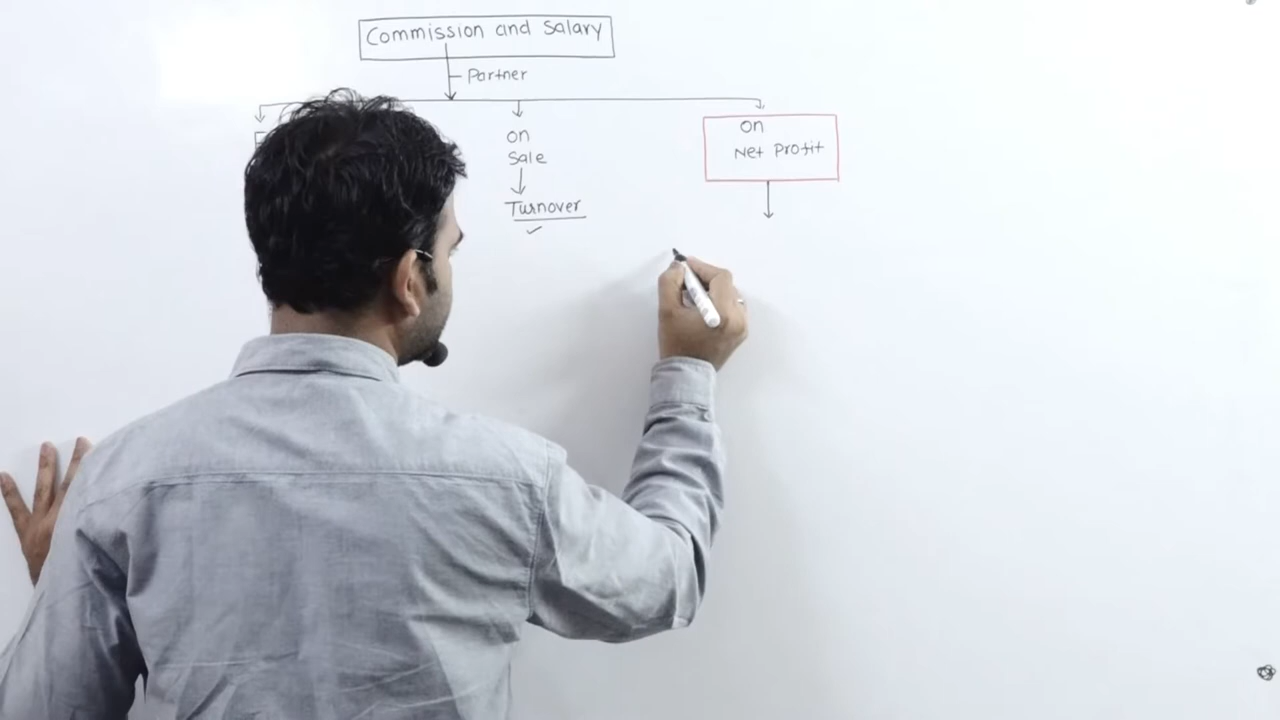 Commission and Salary
Partner
on
Sale
Turnover
on
Net Profit